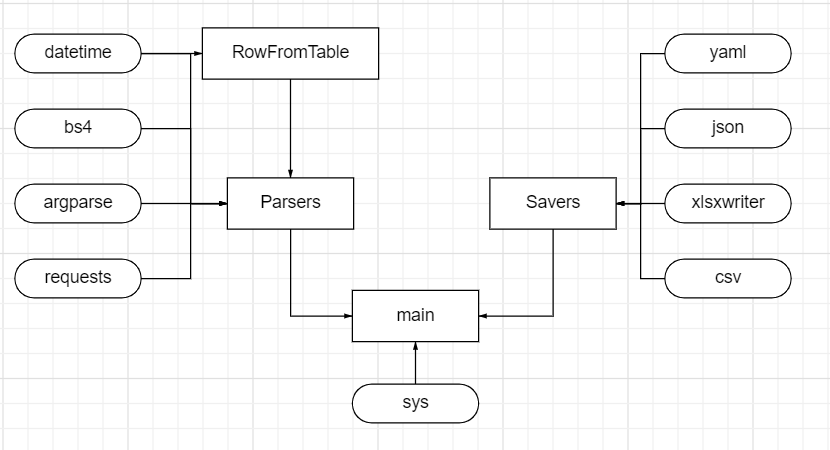 datetime
RowFromTable
yaml
bs4
json
argparse
Parsers
Savers
xlsxwriter
requests
csv
main
sys